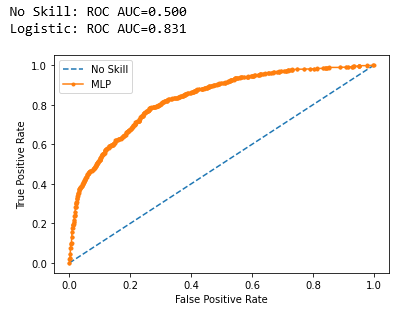 No Skill: ROC AUC=0.500
Logistic: ROC AUC=0.831
No Skill
MLP
1.0
0.8
0.6
0.4
0.2
0.0
True Positive Rate
0.0 0.2 0.4 0.6 0.8 1.0
False Positive Rate